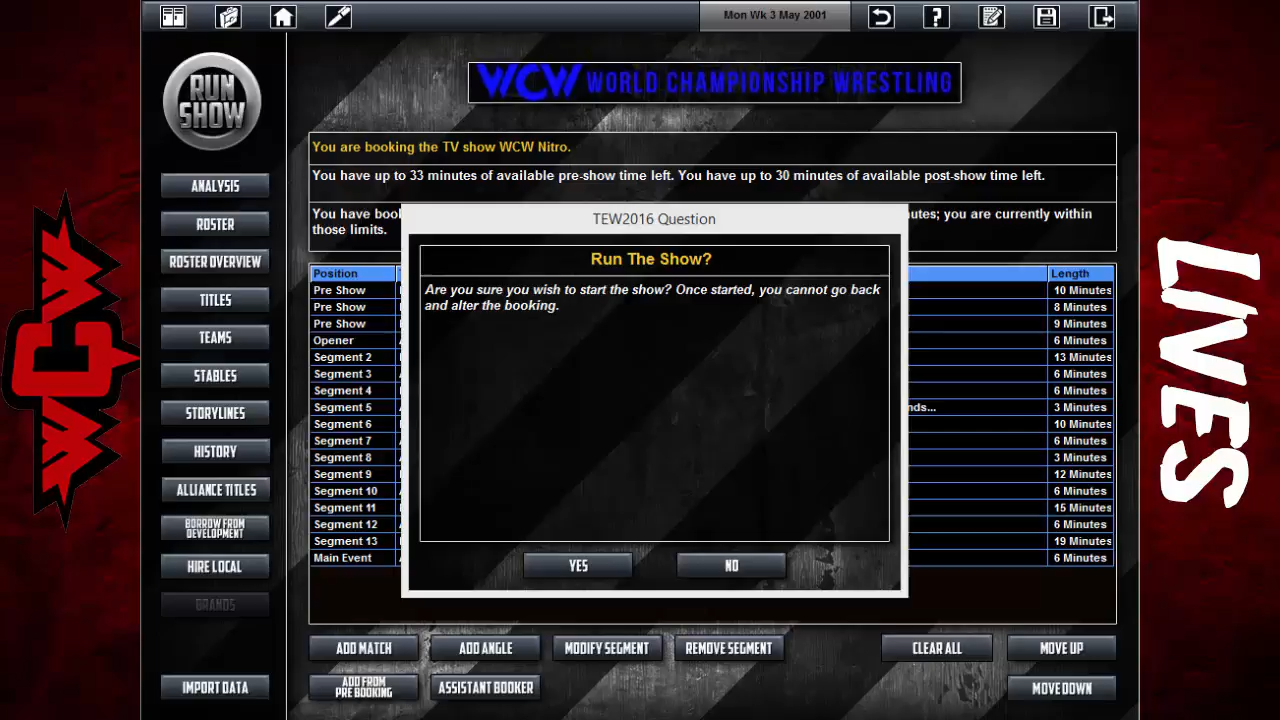 Mon Wk 3 May 2001
RUN SHOW
WCW WORLD CHAMPIONSHIP WRESTLING
You are booking the TV show WCW Nitro.
You have up to 33 minutes of available pre-show time left. You have up to 30 minutes of available post-show time left.
You have book
nutes; you are currently within
those limits.
TEW2016 Question
Run The Show?
Are you sure you wish to start the show? Once started, you cannot go back
and alter the booking.
YES
NO
ANALYSIS
ROSTER
ROSTER OVERVIEW
TITLES
TEAMS
STABLES
STORYLINES
HISTORY
ALLIANCE TITLES
BORROW FROM
DEVELOPMENT
HIRE LOCAL
BRANDS
IMPORT DATA
Position Length
Pre Show 10 Minutes
Pre Show 8 Minutes
Pre Show 9 Minutes
Opener 6 Minutes
Segment 2 13 Minutes
Segment 3 6 Minutes
Segment 4 6 Minutes
Segment 5 nds... 3 Minutes
Segment 6 10 Minutes
Segment 7 6 Minutes
Segment 8 3 Minutes
Segment 9 12 Minutes
Segment 10 6 Minutes
Segment 11 15 Minutes
Segment 12 6 Minutes
Segment 13 19 Minutes
Main Event 6 Minutes
ADD MATCH
ADD ANGLE
MODIFY SEGMENT
REMOVE SEGMENT
CLEAR ALL
MOVE UP
ADD FROM
PRE BOOKING
ASSISTANT BOOKER
MOVE DOWN
WCW
LIVES